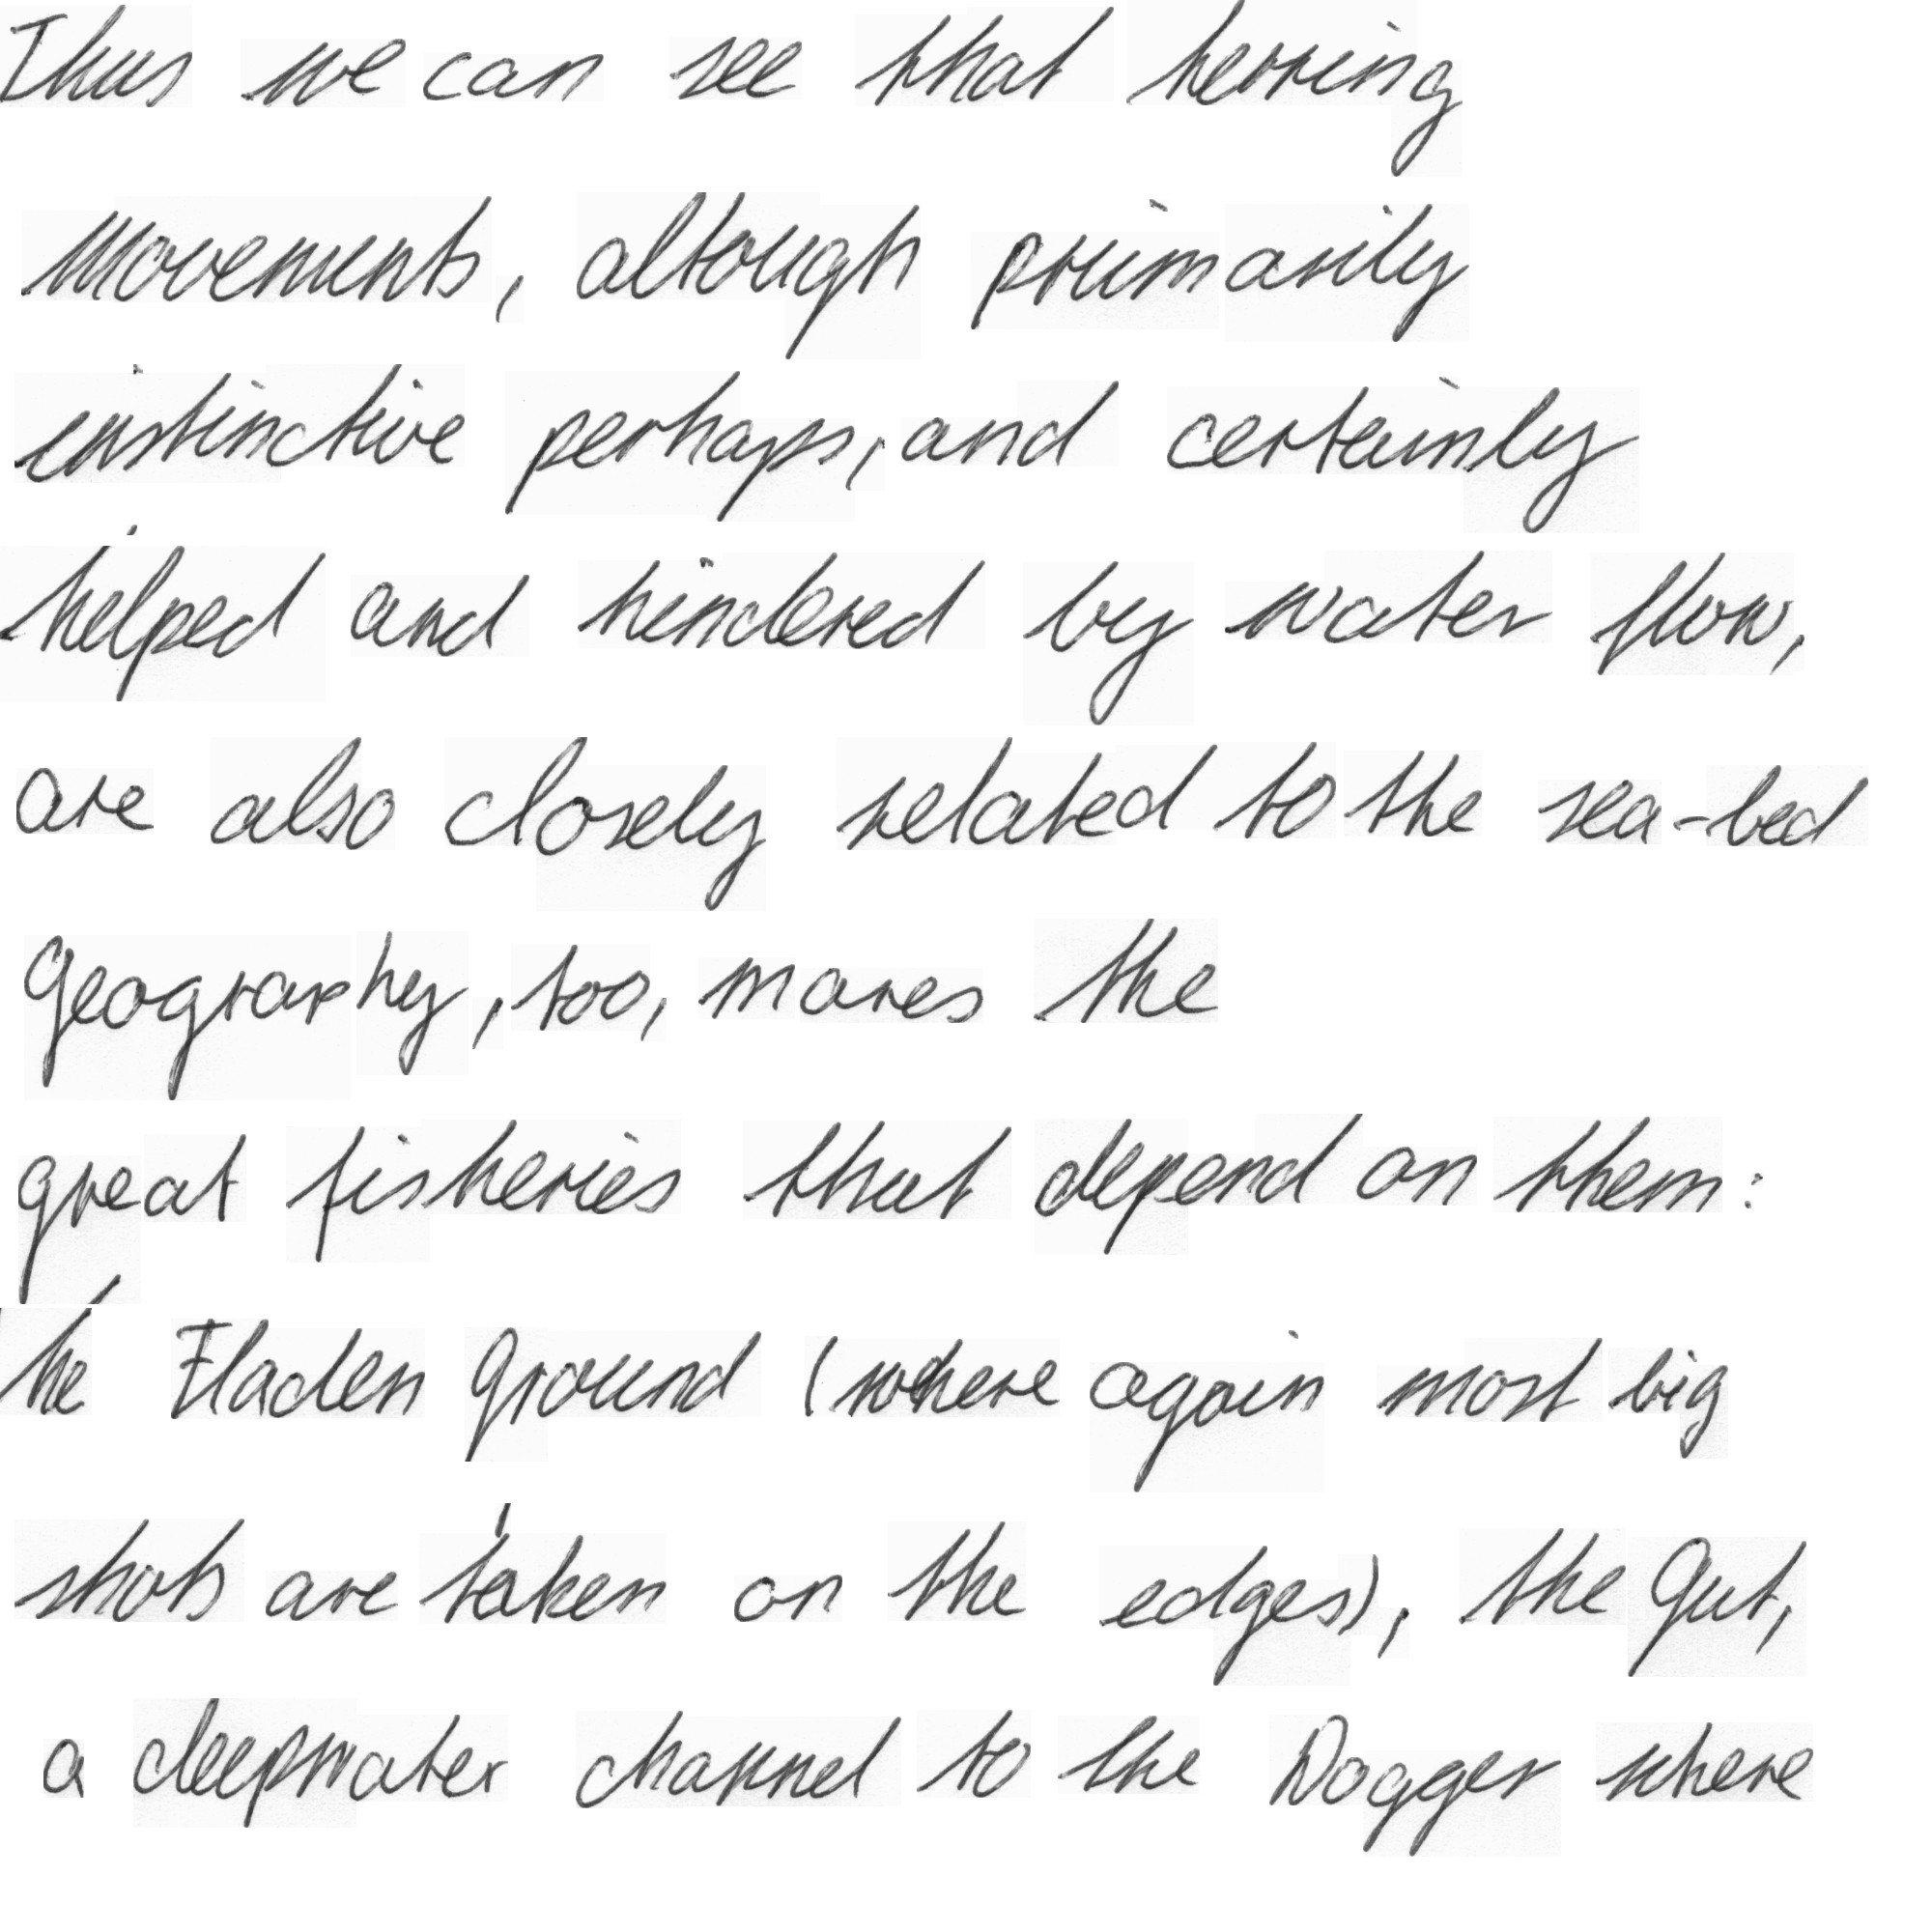 Thus we can see that herring
movements, altough primarily
instinctive perhaps, and certainly
helped and hindered by water flow,
are also closely related to the sea-bed
geography, too, mares the
great fisheries that depend on them:
he Fladen Ground (where again most big
shots are taken on the edges), the Gut,
a deepwater channel to the Dogger where